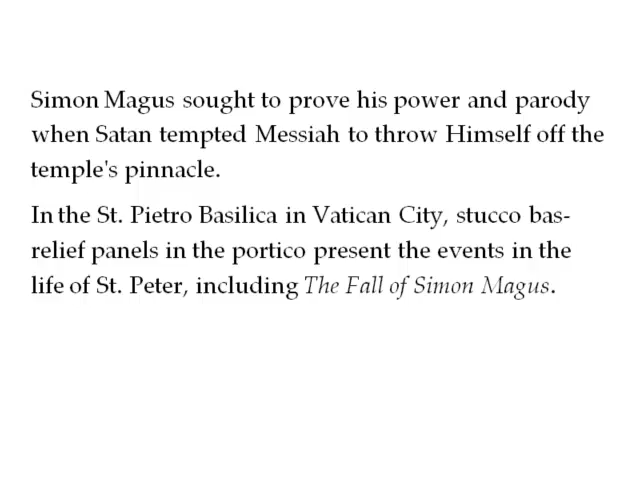 Simon Magus sought to prove his power and parody
when Satan tempted Messiah to throw Himself off the
temple's pinnacle.
In the St. Pietro Basilica in Vatican City, stucco bas-
relief panels in the portico present the events in the
life of St. Peter, including The Fall of Simon Magus.